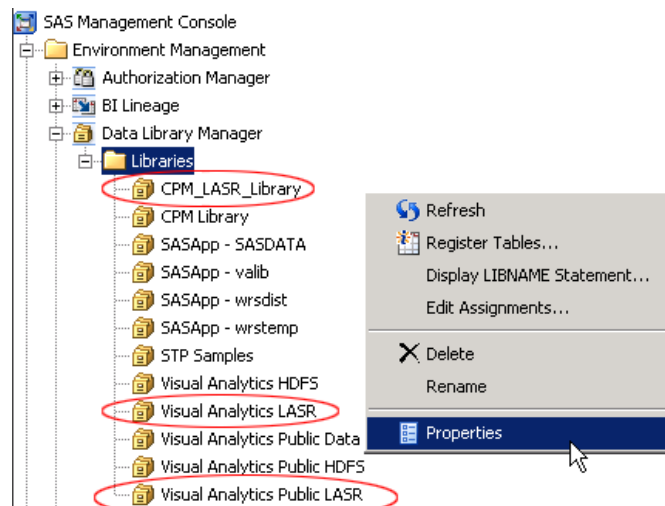 SAS Management Console
Environment Management
Authorization Manager
BI Lineage
Data Library Manager
Libraries
CPM_LASR_Library
CPM Library
SASApp - SASDATA
SASApp - valib
SASApp - wrsdist
SASApp - wrstemp
STP Samples
Visual Analytics HDFS
Visual Analytics LASR
Visual Analytics Public Data
Visual Analytics Public HDFS
Visual Analytics Public LASR
Refresh
Register Tables...
Display LIBNAME Statement...
Edit Assignments...
Delete
Rename
Properties